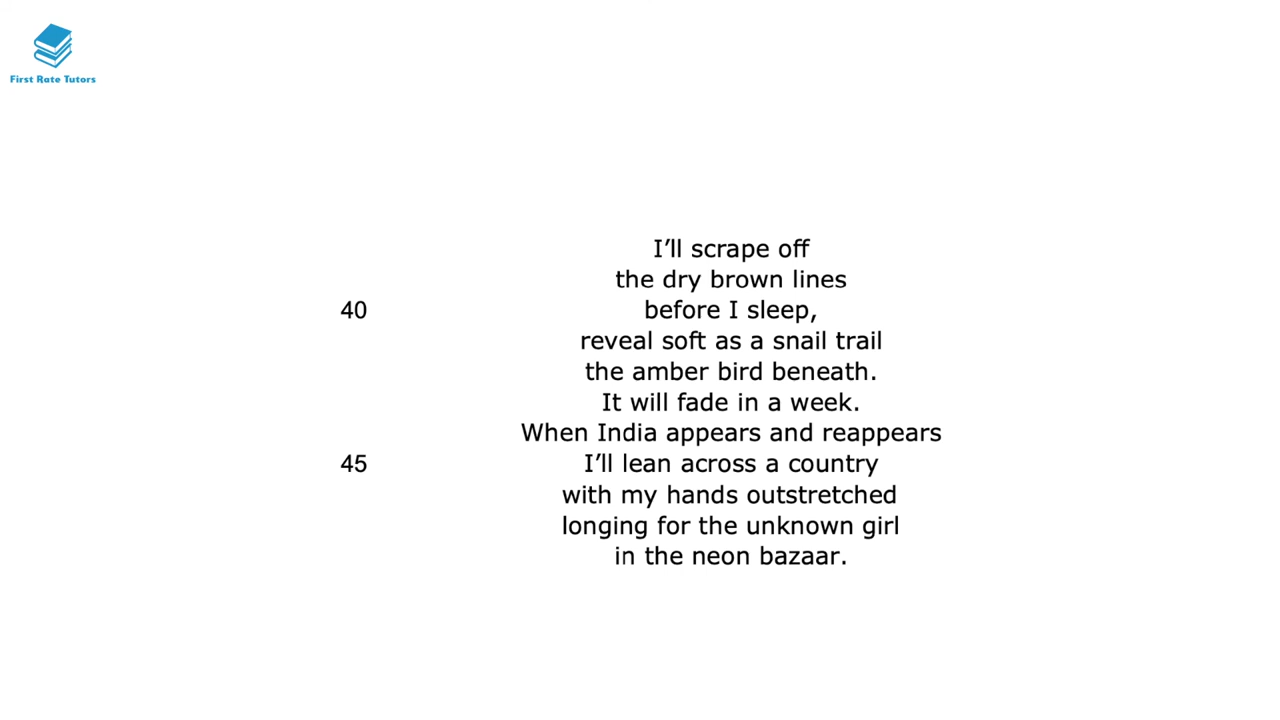 First Rate Tutors
I’ll scrape off
the dry brown lines
40 before I sleep,
reveal soft as a snail trail
the amber bird beneath.
It will fade in a week.
When India appears and reappears
45 I’ll lean across a country
with my hands outstretched
longing for the unknown girl
in the neon bazaar.